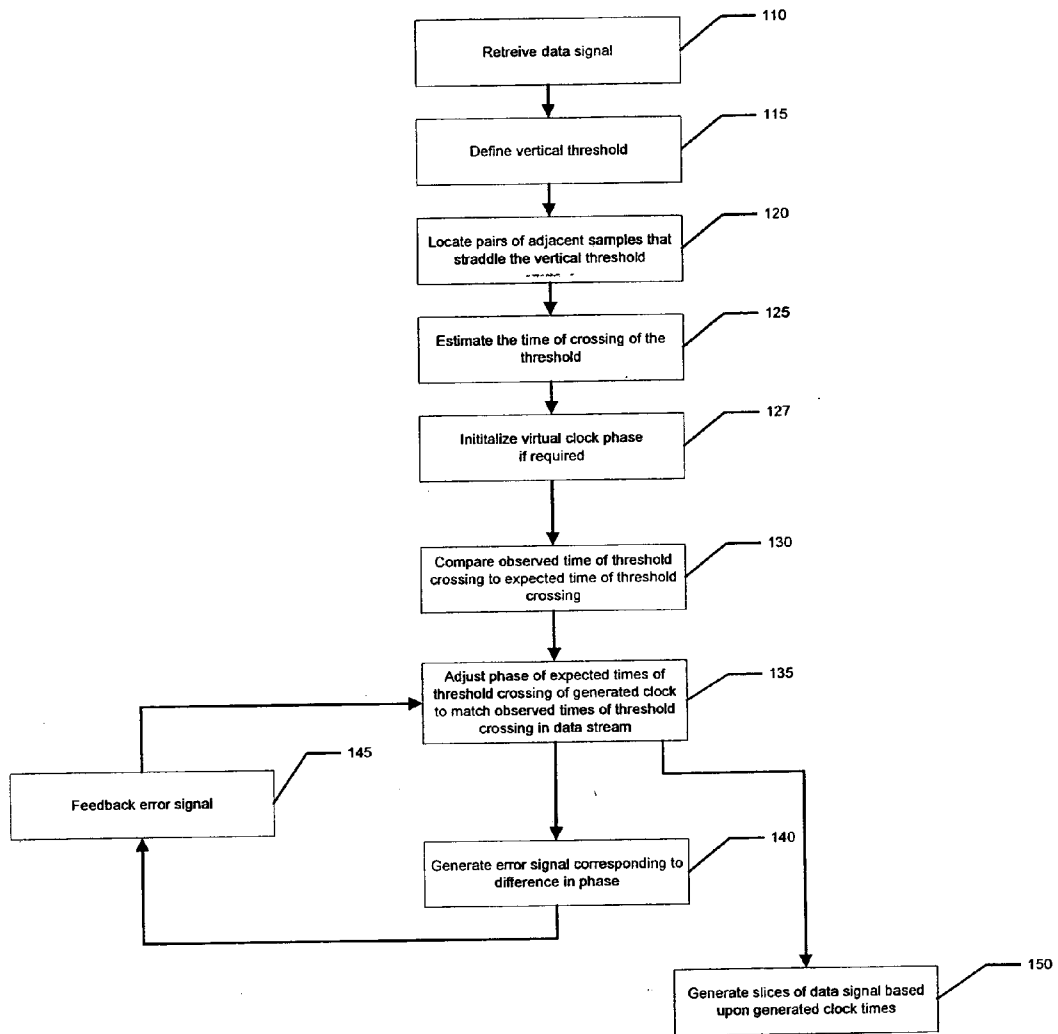 110
Retreive data signal
115
Define vertical threshold
120
Locate pairs of adjacent samples that
straddle the vertical threshold
125
Estimate the time of crossing of the
threshold
127
Inititalize virtual clock phase
if required
130
Compare observed time of threshold
crossing to expected time of threshold
crossing
135
Adjust phase of expected times of
threshold crossing of generated clock
to match observed times of threshold
crossing in data stream
145
Feedback error signal
140
Generate error signal corresponding to
difference in phase
150
Generate slices of data signal based
upon generated clock times